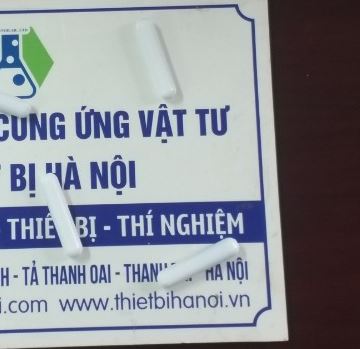 CUNG ỨNG VẬT TƯ
BỊ HÀ NỘI
THIẾT BỊ - THÍ NGHIỆM
H - TẢ THANH OAI - THANH HÀ NỘI
i.com www.thietbihanoi.vn